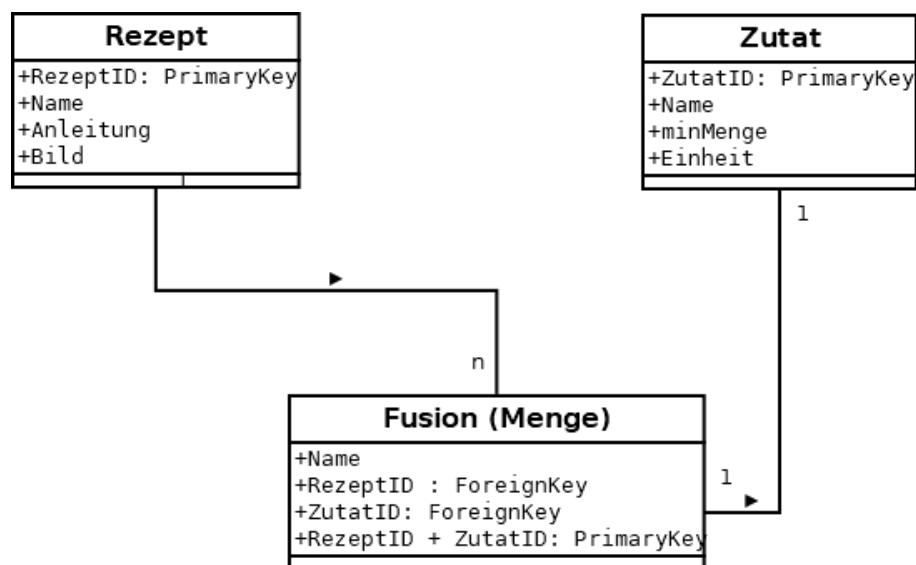 Rezept
+RezeptID: PrimaryKey
+Name
+Anleitung
+Bild
Zutat
+ZutatID: PrimaryKey
+Name
+minMenge
+Einheit
1
n
Fusion (Menge)
+Name
+RezeptID : ForeignKey
+ZutatID: ForeignKey
+RezeptID + ZutatID: PrimaryKey
1